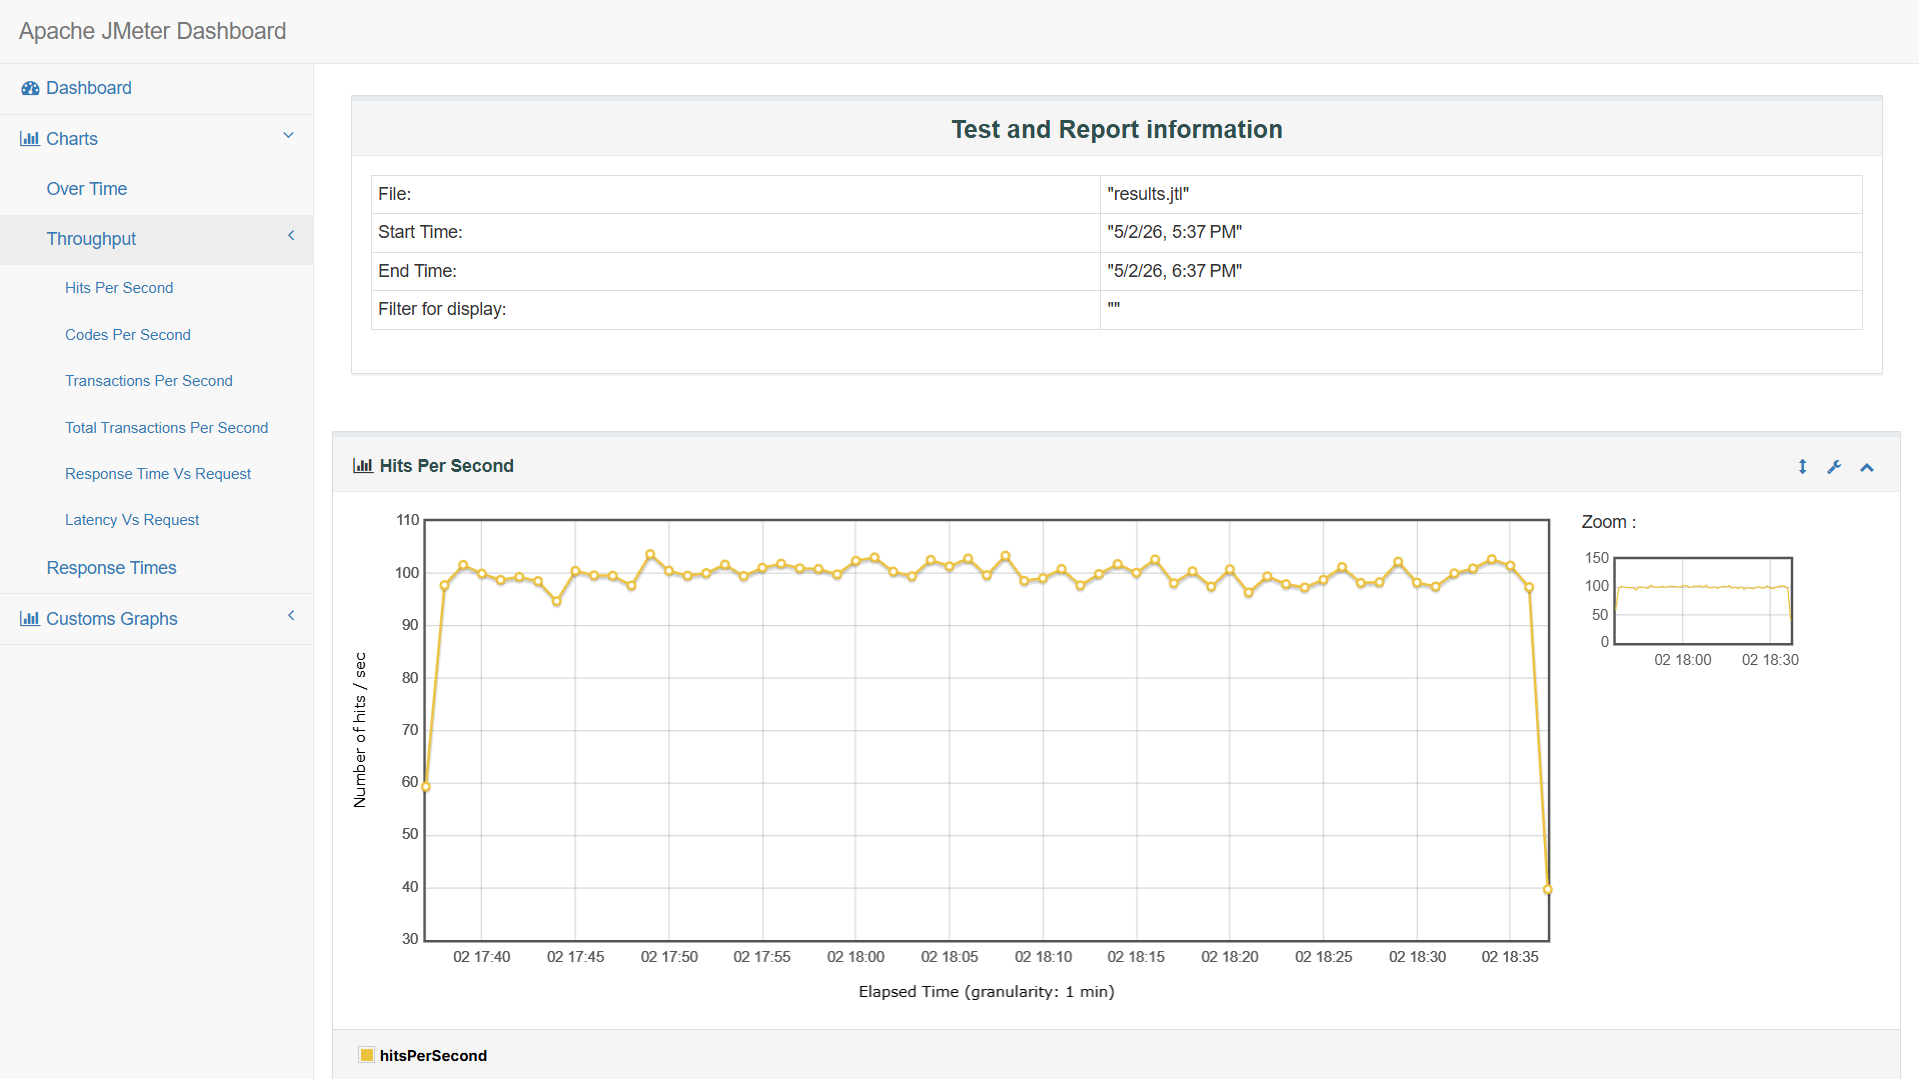 Apache JMeter Dashboard
Dashboard
Charts
Over Time
Throughput
Hits Per Second
Codes Per Second
Transactions Per Second
Total Transactions Per Second
Response Time Vs Request
Latency Vs Request
Response Times
Customs Graphs
Test and Report information
File: "results.jtl"
Start Time: "5/2/26, 5:37 PM"
End Time: "5/2/26, 6:37 PM"
Filter for display: ""
Hits Per Second
110
100
90
80
70
60
50
40
30
Number of hits / sec
02 17:40 02 17:45 02 17:50 02 17:55 02 18:00 02 18:05 02 18:10 02 18:15 02 18:20 02 18:25 02 18:30 02 18:35
Elapsed Time (granularity: 1 min)
Zoom :
150
100
50
0
02 18:00 02 18:30
hitsPerSecond